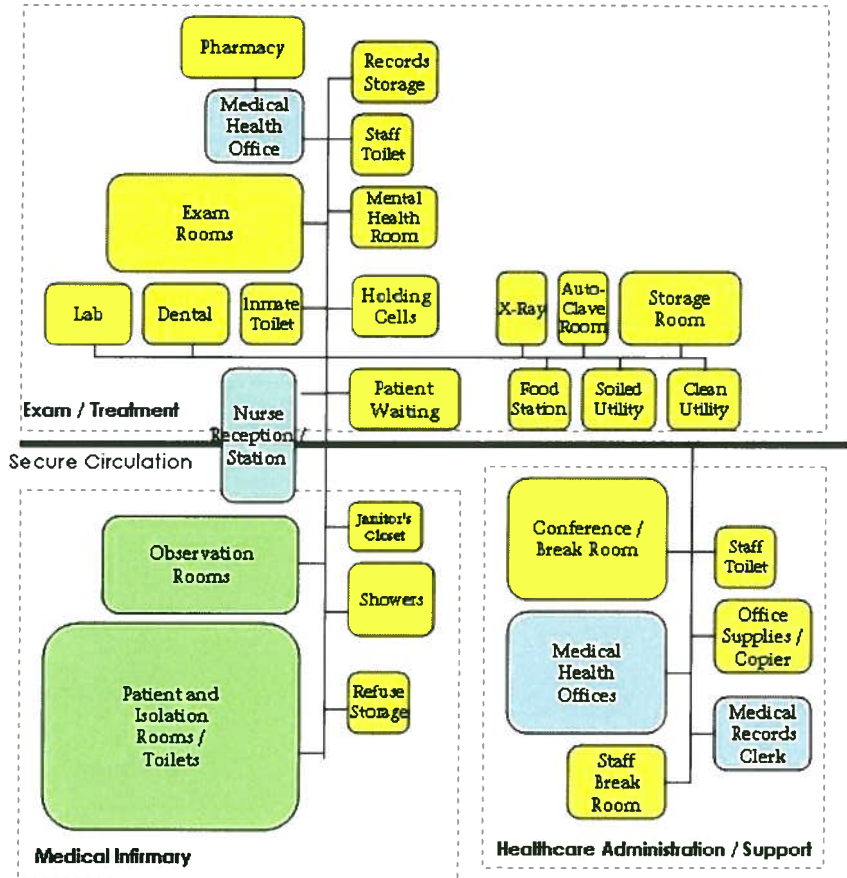 Pharmacy
Medical
Health
Office
Records
Storage
Staff
Toilet
Exam
Rooms
Mental
Health
Room
Lab
Dental
Inmate
Toilet
Holding
Cells
X-Ray
Auto-
Clave
Room
Storage
Room
Exam / Treatment
Nurse
Reception /
Station
Patient
Waiting
Food
Station
Soiled
Utility
Clean
Utility
Secure Circulation
Observation
Rooms
Janitor's
Closet
Showers
Patient and
Isolation
Rooms /
Toilets
Refuse
Storage
Medical Infirmary
Conference /
Break Room
Staff
Toilet
Medical
Health
Offices
Office
Supplies /
Copier
Medical
Records
Clerk
Staff
Break
Room
Healthcare Administration / Support